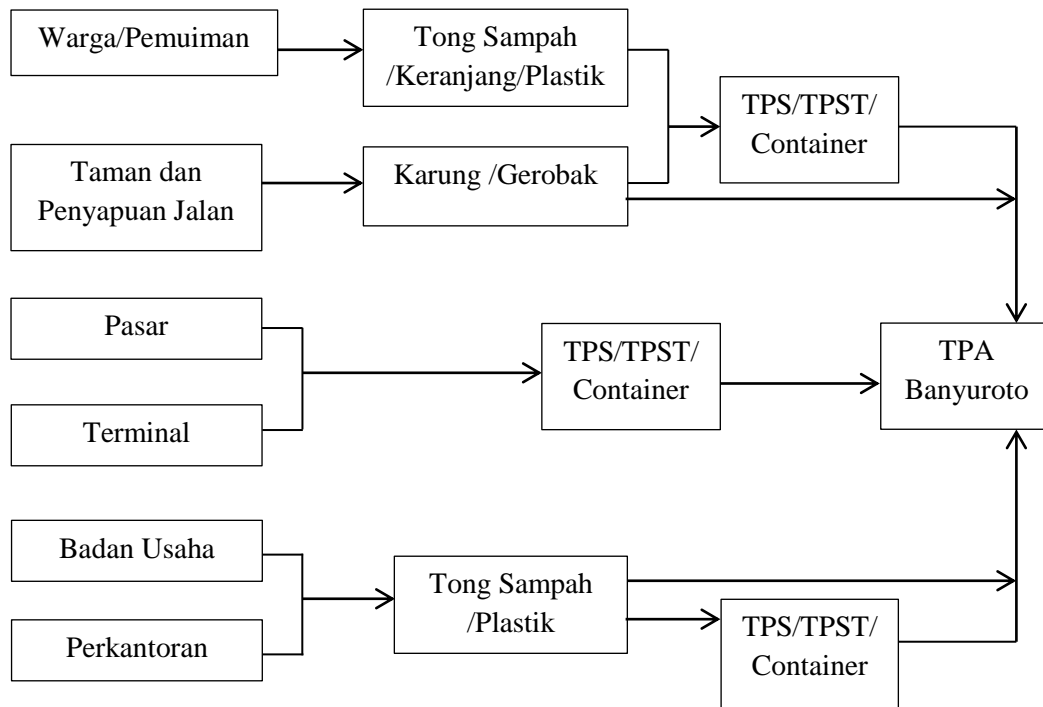 Warga/Pemuiman
Tong Sampah
/Keranjang/Plastik
TPS/TPST/
Container
Taman dan
Penyapuan Jalan
Karung /Gerobak
Pasar
Terminal
TPS/TPST/
Container
TPA
Banyuroto
Badan Usaha
Perkantoran
Tong Sampah
/Plastik
TPS/TPST/
Container